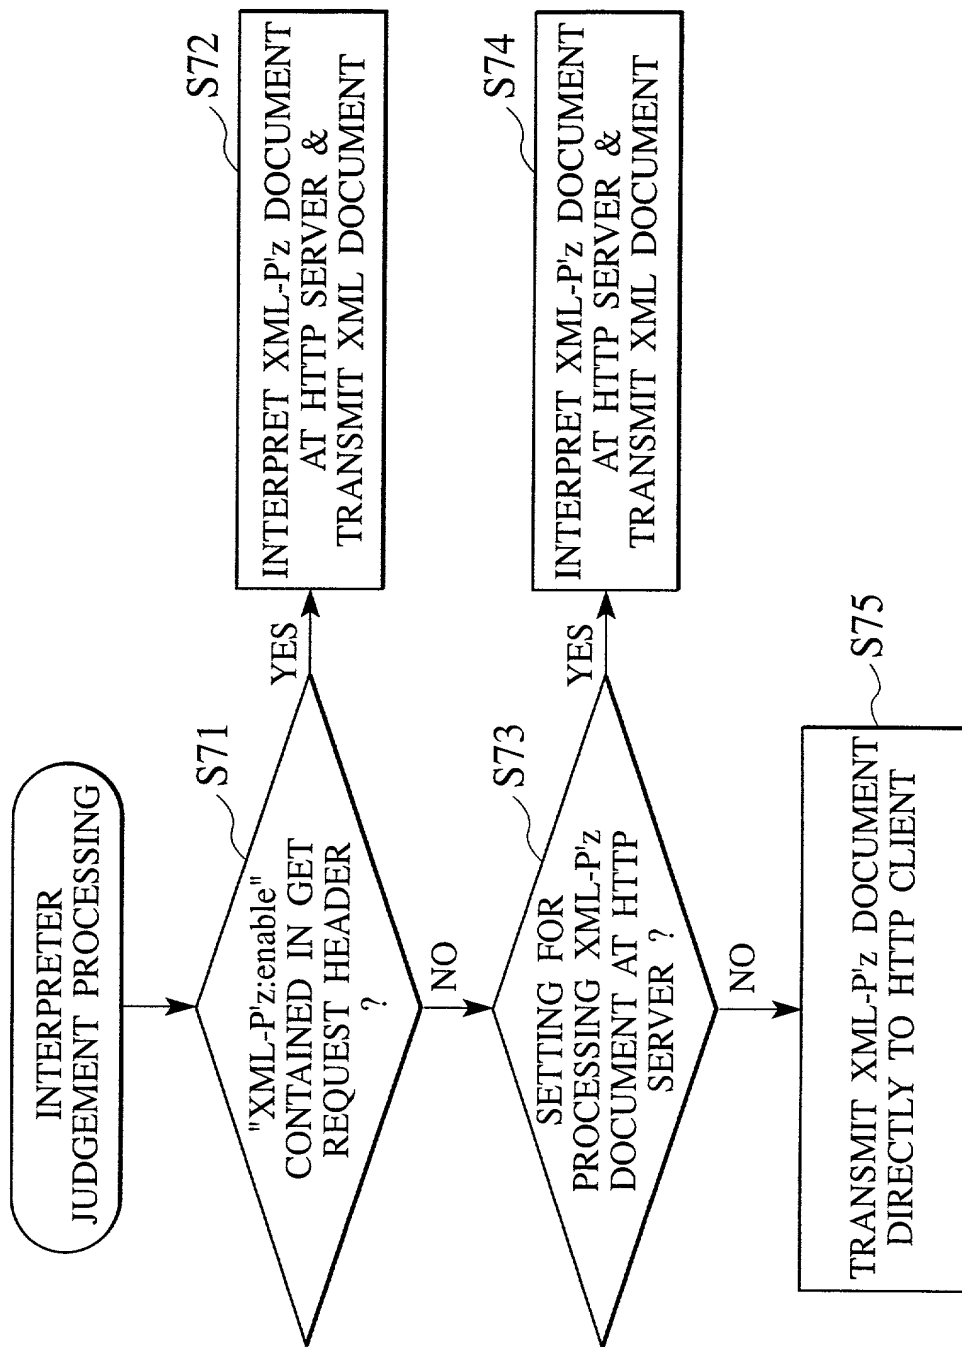 INTERPRETER
JUDGEMENT PROCESSING
S71
"XML-P'z:enable"
CONTAINED IN GET
REQUEST HEADER
?
YES
S72
INTERPRET XML-P'z DOCUMENT
AT HTTP SERVER &
TRANSMIT XML DOCUMENT
NO
S73
SETTING FOR
PROCESSING XML-P'z
DOCUMENT AT HTTP
SERVER ?
YES
S74
INTERPRET XML-P'z DOCUMENT
AT HTTP SERVER &
TRANSMIT XML DOCUMENT
NO
S75
TRANSMIT XML-P'z DOCUMENT
DIRECTLY TO HTTP CLIENT